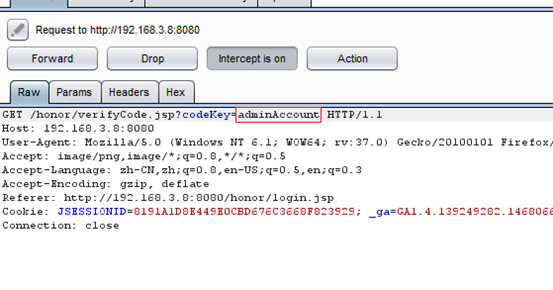 Request to http://192.168.3.8:8080
Forward Drop Intercept is on Action
Raw Params Headers Hex
GET /honor/verifyCode.jsp?codeKey=adminAccount HTTP/1.1
Host: 192.168.3.8:8080
User-Agent: Mozilla/5.0 (Windows NT 6.1; WOW64; rv:37.0) Gecko/20100101 Firefox/
Accept: image/png,image/*;q=0.8,*/*;q=0.5
Accept-Language: zh-CN,zh;q=0.8,en-US;q=0.5,en;q=0.3
Accept-Encoding: gzip, deflate
Referer: http://192.168.3.8:8080/honor/login.jsp
Cookie: JSESSIONID=8191A1D8E449E0CBD676C3668F823929; _ga=GA1.4.139249282.146806
Connection: close